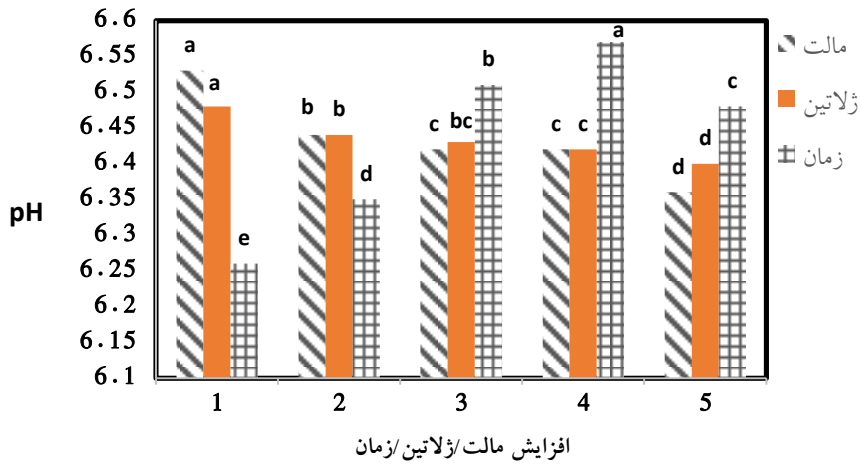 6.6
6.55
6.5
6.45
6.4
6.35
6.3
6.25
6.2
6.15
6.1
pH
a
a
e
b
b
d
c
bc
b
c
c
a
d
d
c
1
2
3
4
5
افزایش مالت/ژلاتین/زمان
مالت
ژلاتین
زمان